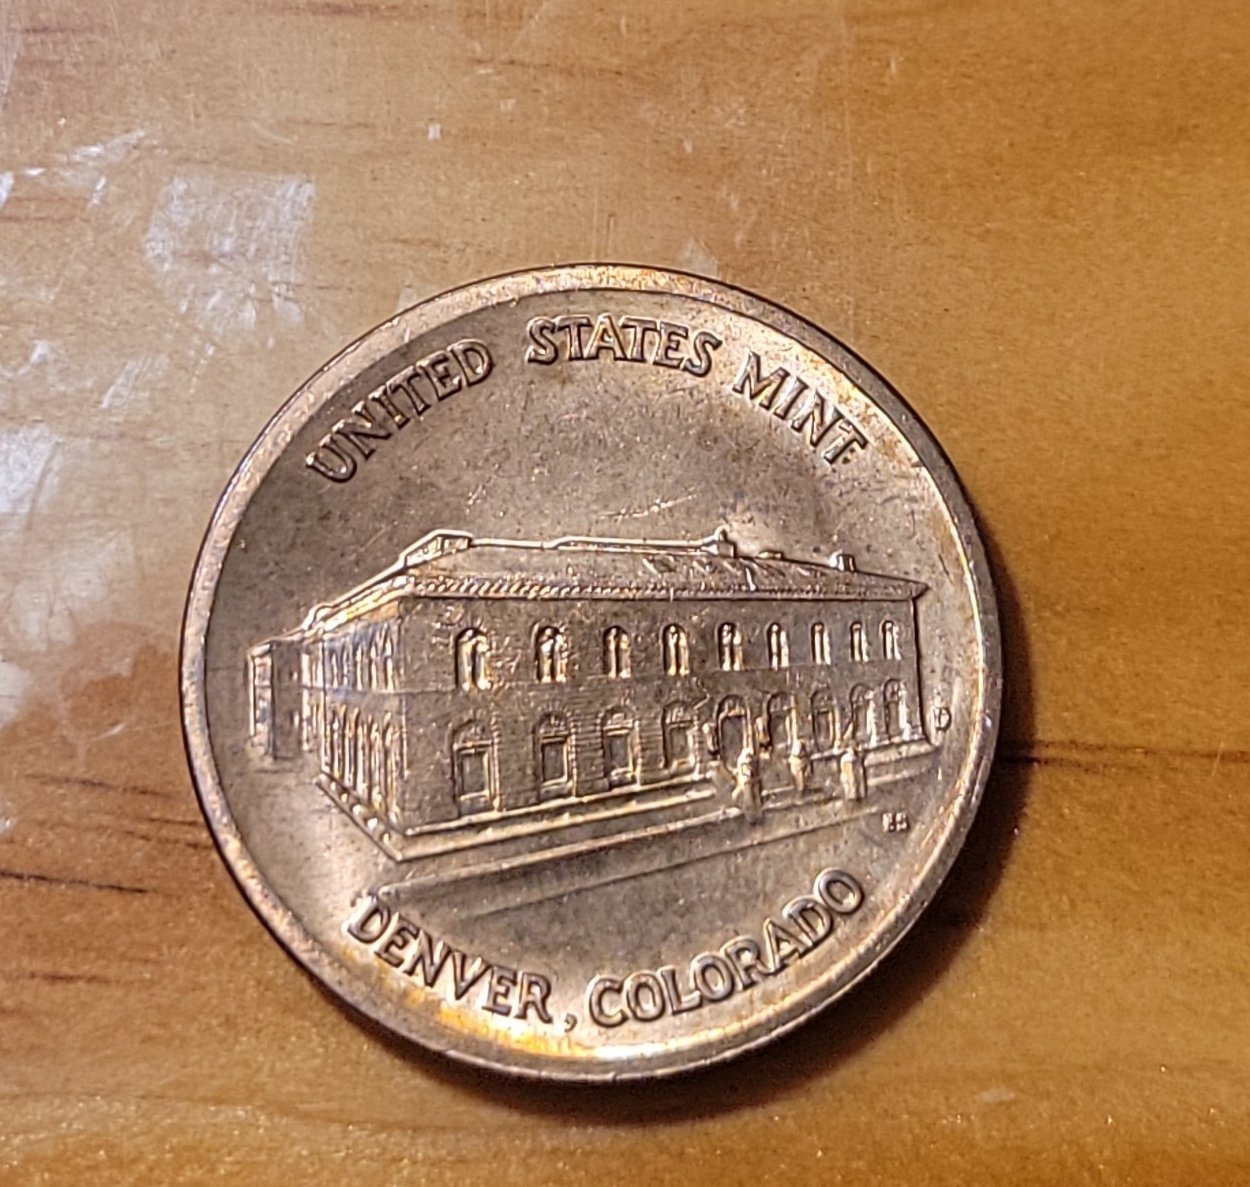 UNITED STATES MINT
D
DENVER, COLORADO